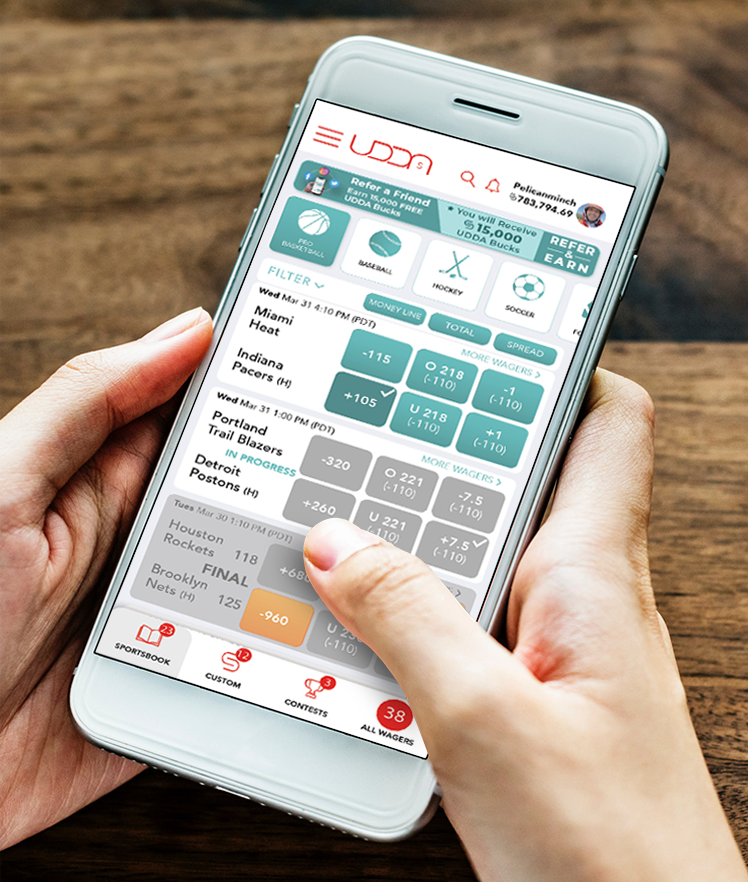 UDDA$
Pelicanminch
783,794.69
Refer a Friend
Earn 15,000 FREE
UDDA Bucks
* You will Receive
15,000
UDDA Bucks
REFER
&
EARN
PRO
BASKETBALL
BASEBALL
HOCKEY
SOCCER
FILTER
MONEY LINE
TOTAL
SPREAD
Wed Mar 31 4:10 PM (PDT)
MORE WAGERS >
Miami
Heat
-115
O 218
(-110)
-1
(-110)
Indiana
Pacers (H)
+105
U 218
(-110)
+1
(-110)
Wed Mar 31 1:00 PM (PDT)
MORE WAGERS >
Portland
Trail Blazers
-320
O 221
(-110)
-7.5
(-110)
IN PROGRESS
Detroit
Postons (H)
+260
U 221
(-110)
+7.5
(-110)
Tues Mar 30 1:10 PM (PDT)
Houston
Rockets 118
FINAL
Brooklyn
Nets (H) 125
-960
(-110)
23
SPORTSBOOK
12
CUSTOM
3
CONTESTS
38
ALL WAGERS